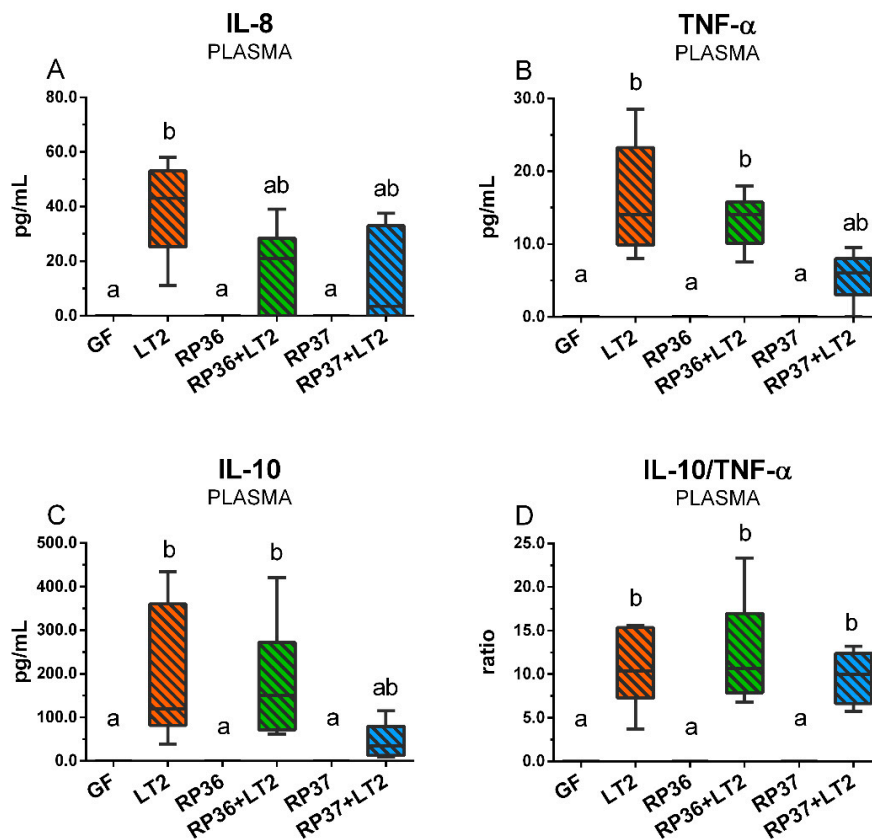 IL-8
PLASMA
A
80.0
60.0
40.0
20.0
0.0
pg/mL
a
b
a
ab
a
ab
GF
LT2
RP36
RP36+LT2
RP37
RP37+LT2
TNF-α
PLASMA
B
30.0
20.0
10.0
0.0
pg/mL
a
b
a
b
a
ab
GF
LT2
RP36
RP36+LT2
RP37
RP37+LT2
IL-10
PLASMA
C
500.0
400.0
300.0
200.0
100.0
0.0
pg/mL
a
b
a
b
a
ab
GF
LT2
RP36
RP36+LT2
RP37
RP37+LT2
IL-10/TNF-α
PLASMA
D
25.0
20.0
15.0
10.0
5.0
0.0
ratio
a
b
a
b
a
b
GF
LT2
RP36
RP36+LT2
RP37
RP37+LT2